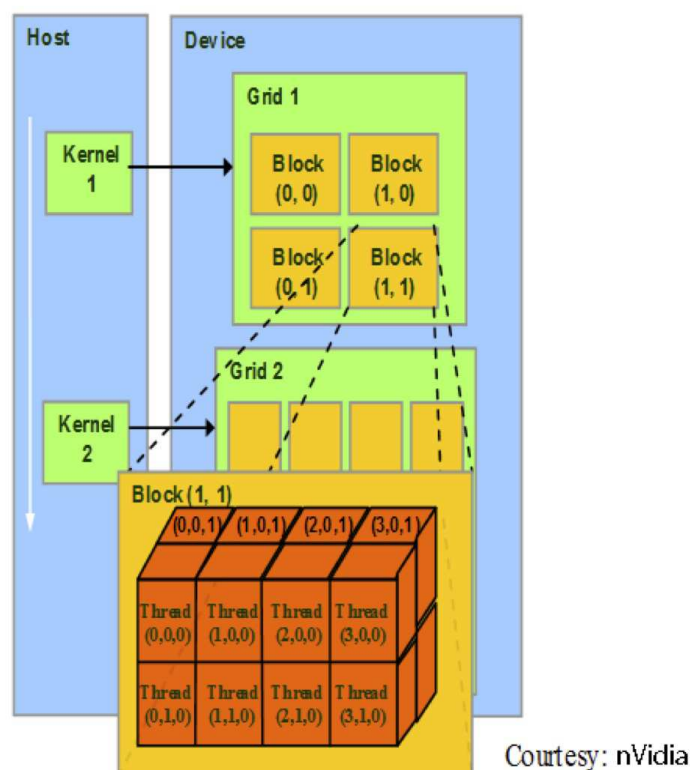 Host
Device
Grid 1
Kernel
1
Block
(0, 0)
Block
(1, 0)
Block
(0, 1)
Block
(1, 1)
Grid 2
Kernel
2
Block (1, 1)
(0,0,1) (1,0,1) (2,0,1) (3,0,1)
Thread
(0,0,0)
Thread
(1,0,0)
Thread
(2,0,0)
Thread
(3,0,0)
Thread
(0,1,0)
Thread
(1,1,0)
Thread
(2,1,0)
Thread
(3,1,0)
Courtesy: nVidia